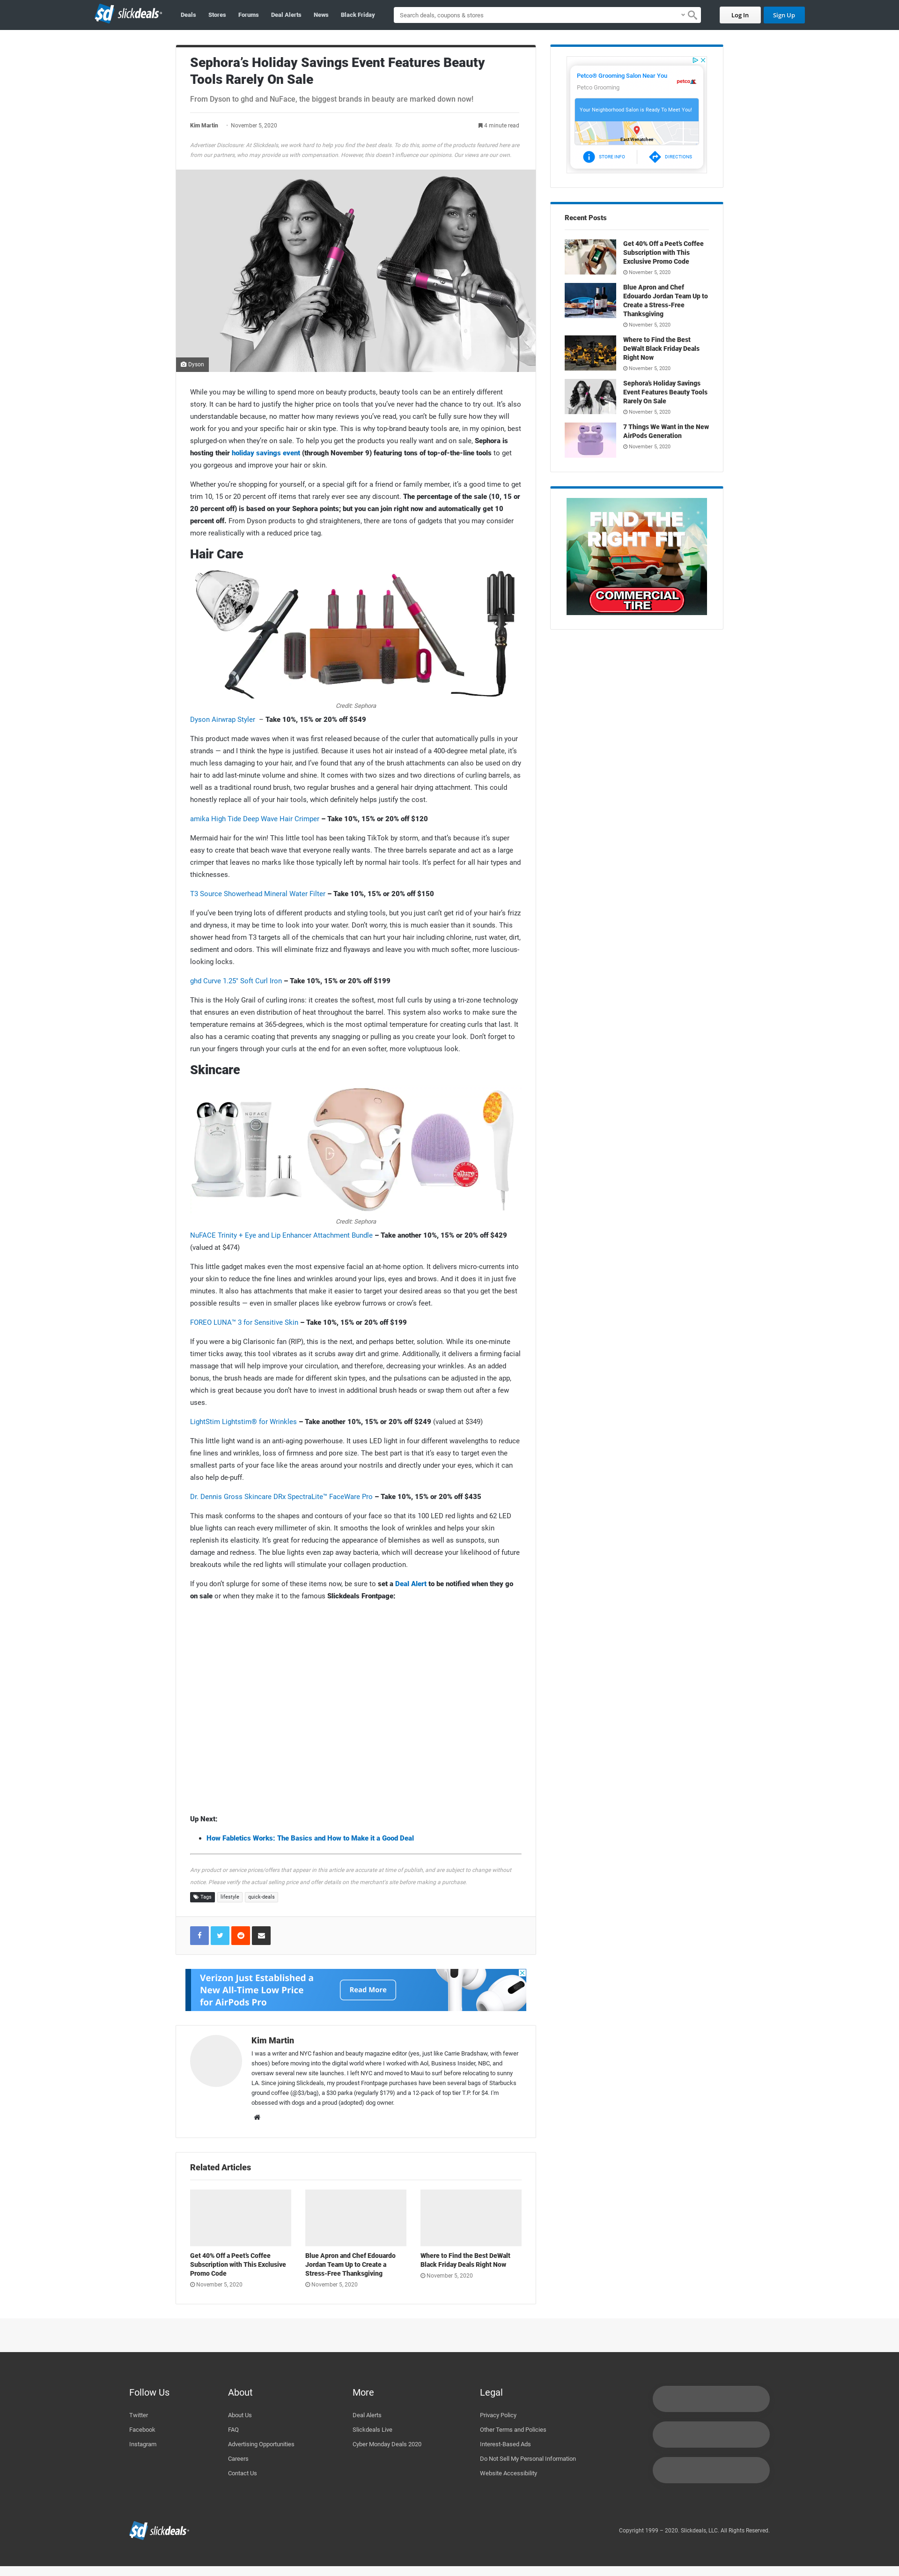 sd slickdeals
Deals Stores Forums Deal Alerts News Black Friday
Search deals, coupons & stores
Log In Sign Up
Sephora's Holiday Savings Event Features Beauty
Tools Rarely On Sale
From Dyson to ghd and NuFace, the biggest brands in beauty are marked down now!
Kim Martin · November 5, 2020 4 minute read
Advertiser Disclosure: At Slickdeals, we work hard to help you find the best deals. To do this, some of the products featured here are
from our partners, who may provide us with compensation. However, this doesn't influence our opinions. Our views are our own.
Dyson
While you may be willing to spend more on beauty products, beauty tools can be an entirely different
story. It can be hard to justify the higher price on tools that you've never had the chance to try out. It's also
understandable because, no matter how many reviews you've read, you can't be fully sure how they will
work for you and your specific hair or skin type. This is why top-brand beauty tools are, in my opinion, best
splurged-on when they're on sale. To help you get the products you really want and on sale, Sephora is
hosting their holiday savings event (through November 9) featuring tons of top-of-the-line tools to get
you gorgeous and improve your hair or skin.
Whether you're shopping for yourself, or a special gift for a friend or family member, it's a good time to get
trim 10, 15 or 20 percent off items that rarely ever see any discount. The percentage of the sale (10, 15 or
20 percent off) is based on your Sephora points; but you can join right now and automatically get 10
percent off. From Dyson products to ghd straighteners, there are tons of gadgets that you may consider
more realistically with a reduced price tag.
Hair Care
Credit: Sephora
Dyson Airwrap Styler – Take 10%, 15% or 20% off $549
This product made waves when it was first released because of the curler that automatically pulls in your
strands — and I think the hype is justified. Because it uses hot air instead of a 400-degree metal plate, it's
much less damaging to your hair, and I've found that any of the brush attachments can also be used on dry
hair to add last-minute volume and shine. It comes with two sizes and two directions of curling barrels, as
well as a traditional round brush, two regular brushes and a general hair drying attachment. This could
honestly replace all of your hair tools, which definitely helps justify the cost.
amika High Tide Deep Wave Hair Crimper – Take 10%, 15% or 20% off $120
Mermaid hair for the win! This little tool has been taking TikTok by storm, and that's because it's super
easy to create that beach wave that everyone really wants. The three barrels separate and act as a large
crimper that leaves no marks like those typically left by normal hair tools. It's perfect for all hair types and
thicknesses.
T3 Source Showerhead Mineral Water Filter – Take 10%, 15% or 20% off $150
If you've been trying lots of different products and styling tools, but you just can't get rid of your hair's frizz
and dryness, it may be time to look into your water. Don't worry, this is much easier than it sounds. This
shower head from T3 targets all of the chemicals that can hurt your hair including chlorine, rust water, dirt,
sediment and odors. This will eliminate frizz and flyaways and leave you with much softer, more luscious-
looking locks.
ghd Curve 1.25" Soft Curl Iron – Take 10%, 15% or 20% off $199
This is the Holy Grail of curling irons: it creates the softest, most full curls by using a tri-zone technology
that ensures an even distribution of heat throughout the barrel. This system also works to make sure the
temperature remains at 365-degrees, which is the most optimal temperature for creating curls that last. It
also has a ceramic coating that prevents any snagging or pulling as you create your look. Don't forget to
run your fingers through your curls at the end for an even softer, more voluptuous look.
Skincare
NUFACE
Credit: Sephora
NuFACE Trinity + Eye and Lip Enhancer Attachment Bundle – Take another 10%, 15% or 20% off $429
(valued at $474)
This little gadget makes even the most expensive facial an at-home option. It delivers micro-currents into
your skin to reduce the fine lines and wrinkles around your lips, eyes and brows. And it does it in just five
minutes. It also has attachments that make it easier to target your desired areas so that you get the best
possible results — even in smaller places like eyebrow furrows or crow's feet.
FOREO LUNA™ 3 for Sensitive Skin – Take 10%, 15% or 20% off $199
If you were a big Clarisonic fan (RIP), this is the next, and perhaps better, solution. While its one-minute
timer ticks away, this tool vibrates as it scrubs away dirt and grime. Additionally, it delivers a firming facial
massage that will help improve your circulation, and therefore, decreasing your wrinkles. As an added
bonus, the brush heads are made for different skin types, and the pulsations can be adjusted in the app,
which is great because you don't have to invest in additional brush heads or swap them out after a few
uses.
LightStim Lightstim® for Wrinkles – Take another 10%, 15% or 20% off $249 (valued at $349)
This little light wand is an anti-aging powerhouse. It uses LED light in four different wavelengths to reduce
fine lines and wrinkles, loss of firmness and pore size. The best part is that it's easy to target even the
smallest parts of your face like the areas around your nostrils and directly under your eyes, which it can
also help de-puff.
Dr. Dennis Gross Skincare DRx SpectraLite™ FaceWare Pro – Take 10%, 15% or 20% off $435
This mask conforms to the shapes and contours of your face so that its 100 LED red lights and 62 LED
blue lights can reach every millimeter of skin. It smooths the look of wrinkles and helps your skin
replenish its elasticity. It's great for reducing the appearance of blemishes as well as sunspots, sun
damage and redness. The blue lights even zap away bacteria, which will decrease your likelihood of future
breakouts while the red lights will stimulate your collagen production.
If you don't splurge for some of these items now, be sure to set a Deal Alert to be notified when they go
on sale or when they make it to the famous Slickdeals Frontpage:
Up Next:
• How Fabletics Works: The Basics and How to Make it a Good Deal
Any product or service prices/offers that appear in this article are accurate at time of publish, and are subject to change without
notice. Please verify the actual selling price and offer details on the merchant's site before making a purchase.
Tags lifestyle quick-deals
Verizon Just Established a
New All-Time Low Price
for AirPods Pro
Read More
Kim Martin
I was a writer and NYC fashion and beauty magazine editor (yes, just like Carrie Bradshaw, with fewer
shoes) before moving into the digital world where I worked with Aol, Business Insider, NBC, and
oversaw several new site launches. I left NYC and moved to Maui to surf before relocating to sunny
LA. Since joining Slickdeals, my proudest Frontpage purchases have been several bags of Starbucks
ground coffee (@$3/bag), a $30 parka (regularly $179) and a 12-pack of top tier T.P. for $4. I'm
obsessed with dogs and a proud (adopted) dog owner.
Related Articles
Get 40% Off a Peet's Coffee
Subscription with This Exclusive
Promo Code
November 5, 2020
Blue Apron and Chef Edouardo
Jordan Team Up to Create a
Stress-Free Thanksgiving
November 5, 2020
Where to Find the Best DeWalt
Black Friday Deals Right Now
November 5, 2020
Petco® Grooming Salon Near You
Petco Grooming
petco
Your Neighborhood Salon is Ready To Meet You!
East Wenatchee
STORE INFO DIRECTIONS
Recent Posts
Get 40% Off a Peet's Coffee
Subscription with This
Exclusive Promo Code
November 5, 2020
Blue Apron and Chef
Edouardo Jordan Team Up to
Create a Stress-Free
Thanksgiving
November 5, 2020
Where to Find the Best
DeWalt Black Friday Deals
Right Now
November 5, 2020
Sephora's Holiday Savings
Event Features Beauty Tools
Rarely On Sale
November 5, 2020
7 Things We Want in the New
AirPods Generation
November 5, 2020
FIND THE
RIGHT FIT
COMMERCIAL
TIRE
Follow Us
Twitter
Facebook
Instagram
About
About Us
FAQ
Advertising Opportunities
Careers
Contact Us
More
Deal Alerts
Slickdeals Live
Cyber Monday Deals 2020
Legal
Privacy Policy
Other Terms and Policies
Interest-Based Ads
Do Not Sell My Personal Information
Website Accessibility
sd slickdeals
Copyright 1999 – 2020. Slickdeals, LLC. All Rights Reserved.